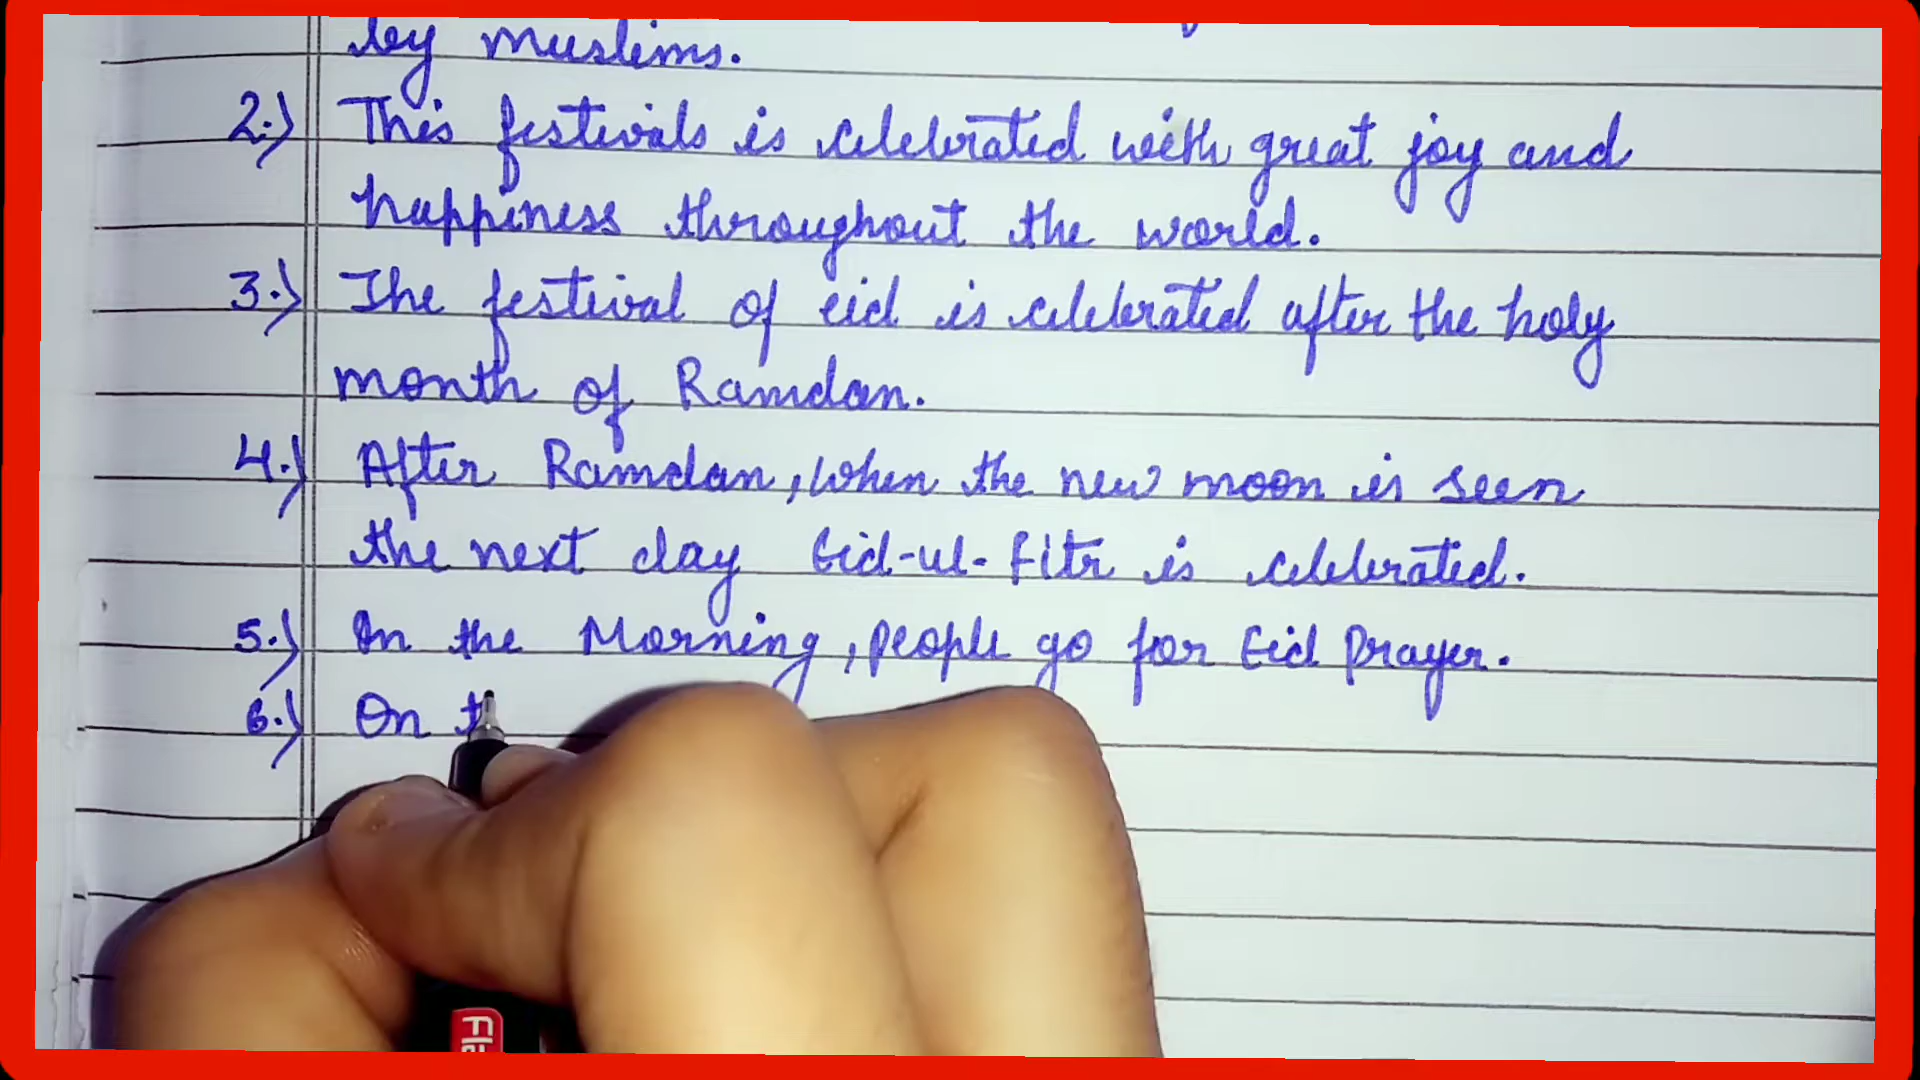 by muslims.
2.) This festivals is celebrated with great joy and
happiness throughout the world.
3.) The festival of eid is celebrated after the holy
month of Ramdan.
4.) After Ramdan, when the new moon is seen
the next day Eid-ul-Fitr is celebrated.
5.) In the Morning, People go for Eid Prayer.
6.) On t
Fla